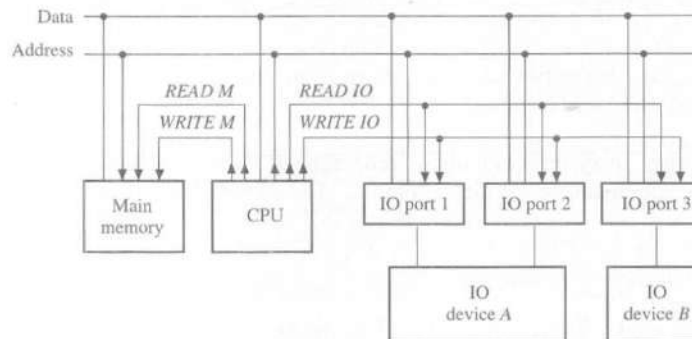 Data
Address
READ M
READ IO
WRITE M
WRITE IO
Main
memory
CPU
IO port 1
IO port 2
IO port 3
IO
device A
IO
device B